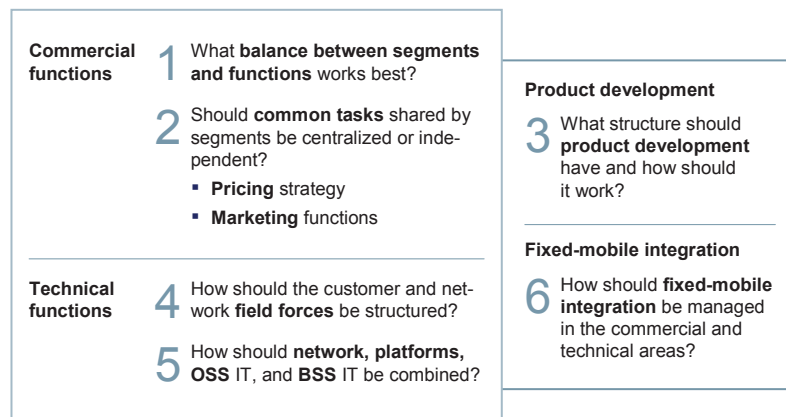 Commercial
functions
1
What balance between segments
and functions works best?
2
Should common tasks shared by
segments be centralized or inde-
pendent?
▪ Pricing strategy
▪ Marketing functions
Product development
3
What structure should
product development
have and how should
it work?
Technical
functions
4
How should the customer and net-
work field forces be structured?
5
How should network, platforms,
OSS IT, and BSS IT be combined?
Fixed-mobile integration
6
How should fixed-mobile
integration be managed
in the commercial and
technical areas?